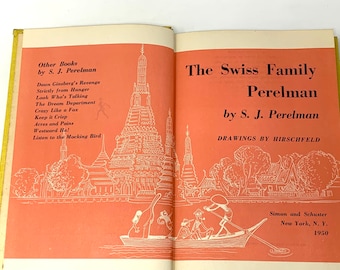 Other Books
by S. J. Perelman
Dawn Ginsbergh's Revenge
Strictly from Hunger
Look Who's Talking
The Dream Department
Crazy Like a Fox
Keep It Crisp
Acres and Pains
Westward Ha!
Listen to the Mocking Bird
The Swiss Family
Perelman
by S. J. Perelman
DRAWINGS BY HIRSCHFELD
Simon and Schuster
New York, N. Y.
1950